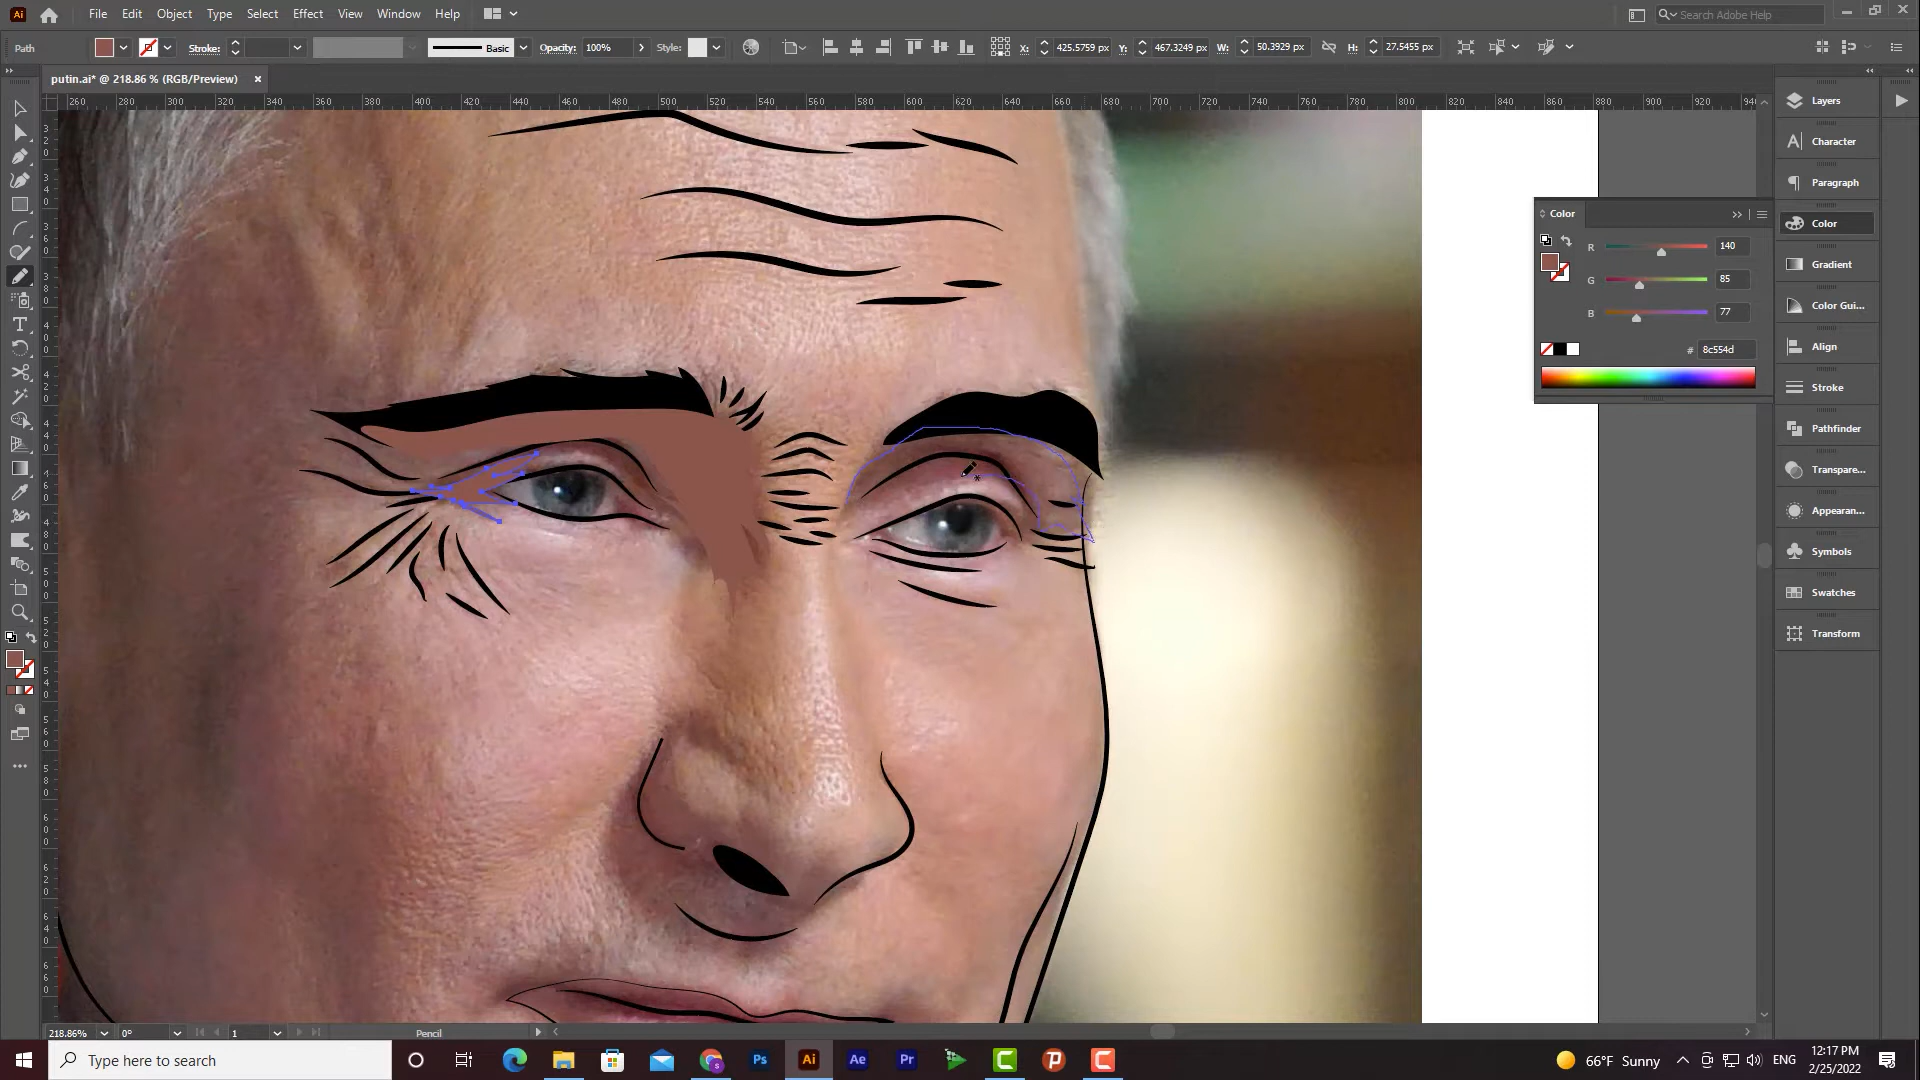 Ai File Edit Object Type Select Effect View Window Help Search Adobe Help
Path Stroke: Basic Opacity: 100% Style: X: 425.5759 px Y: 467.3249 px W: 50.3929 px H: 27.5455 px
putin.ai* @ 218.86 % (RGB/Preview) ×
260 280 300 320 340 360 380 400 420 440 460 480 500 520 540 560 580 600 620 640 660 680 700 720 740 760 780 800 820 840 860 880 900 920
Layers
Character
Paragraph
Color
Gradient
Color Gui...
Align
Stroke
Pathfinder
Transpare...
Appearan...
Symbols
Swatches
Transform
Color
R 140
G 85
B 77
# 8c554d
218.86% 0° 1 Pencil
Type here to search
Ps Ai Ae Pr
66°F Sunny ENG 12:17 PM
2/25/2022